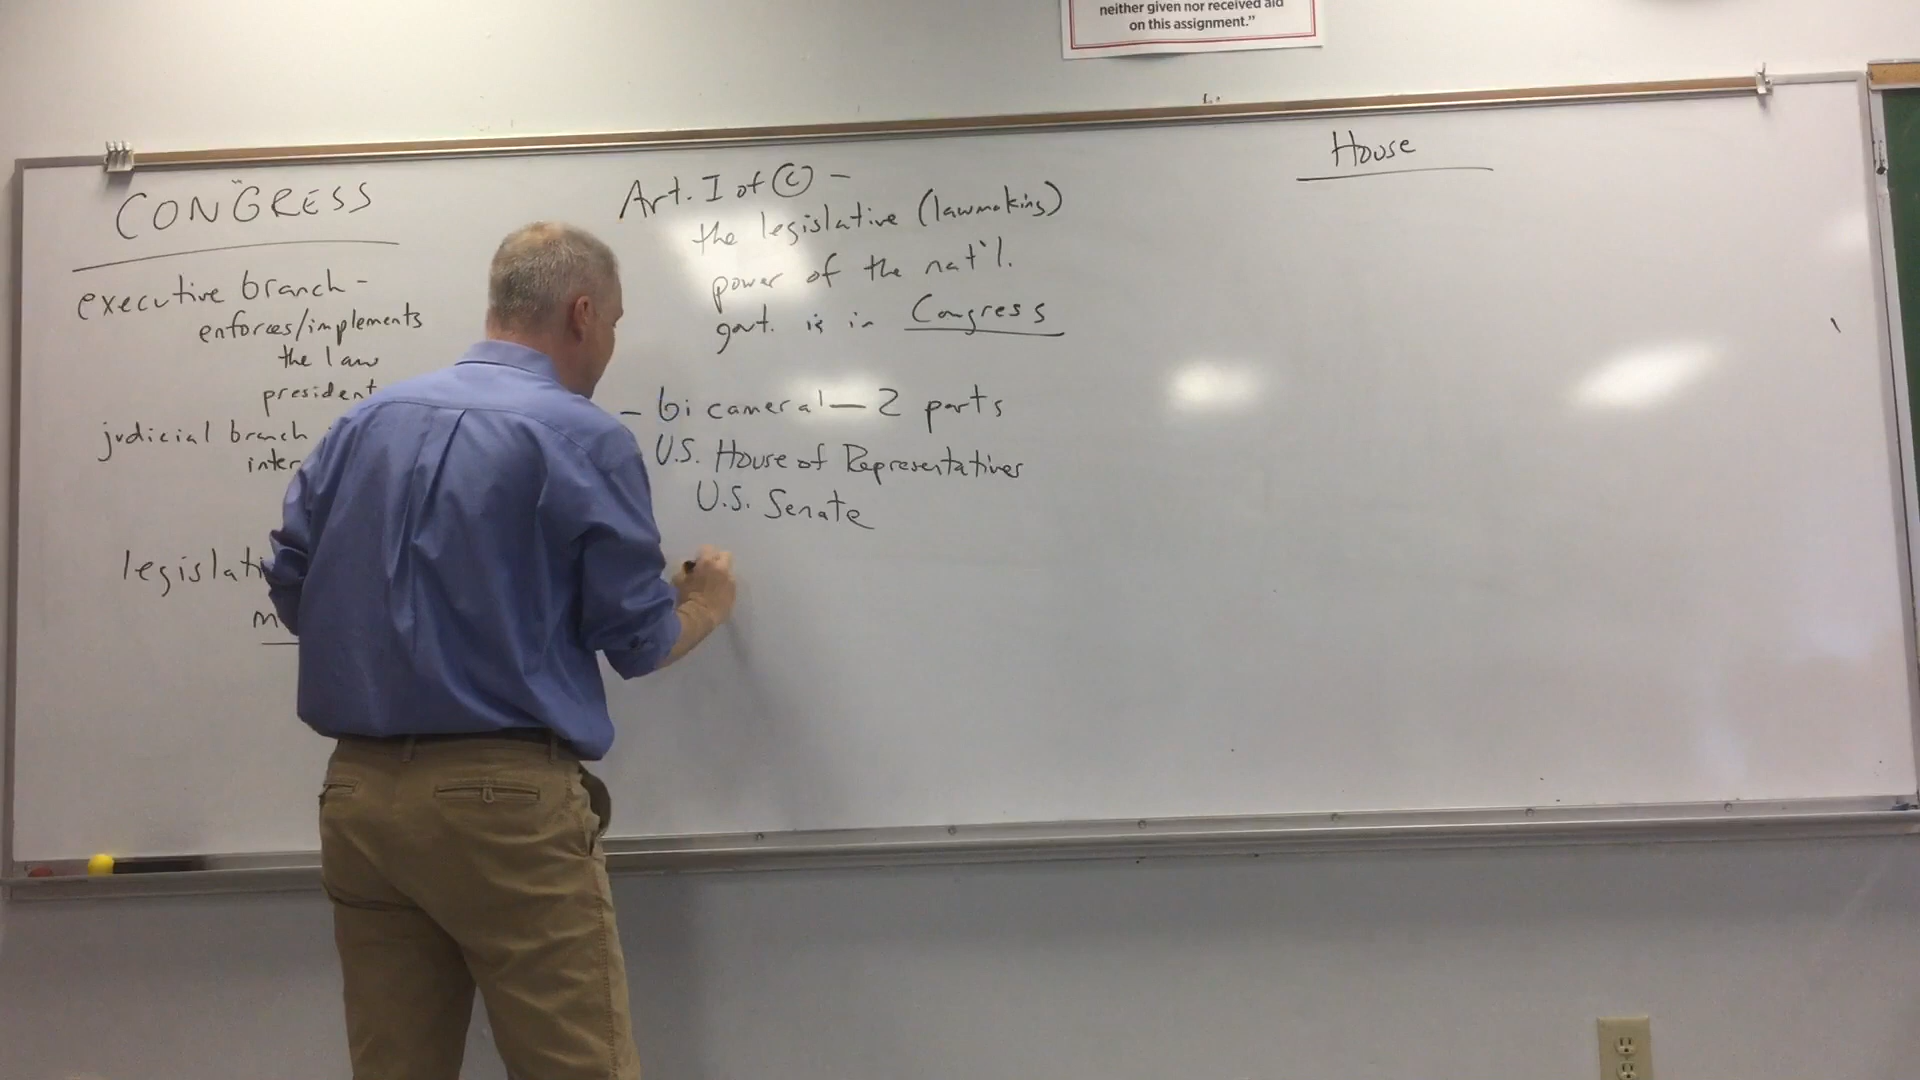 neither given nor received aid
on this assignment.”
CONGRESS
executive branch -
enforces/implements
the law
president
judicial branch
Art. I of Ⓒ -
the legislative (lawmaking)
power of the nat'l.
govt. is in Congress
- bicameral - 2 parts
U.S. House of Representatives
U.S. Senate
House